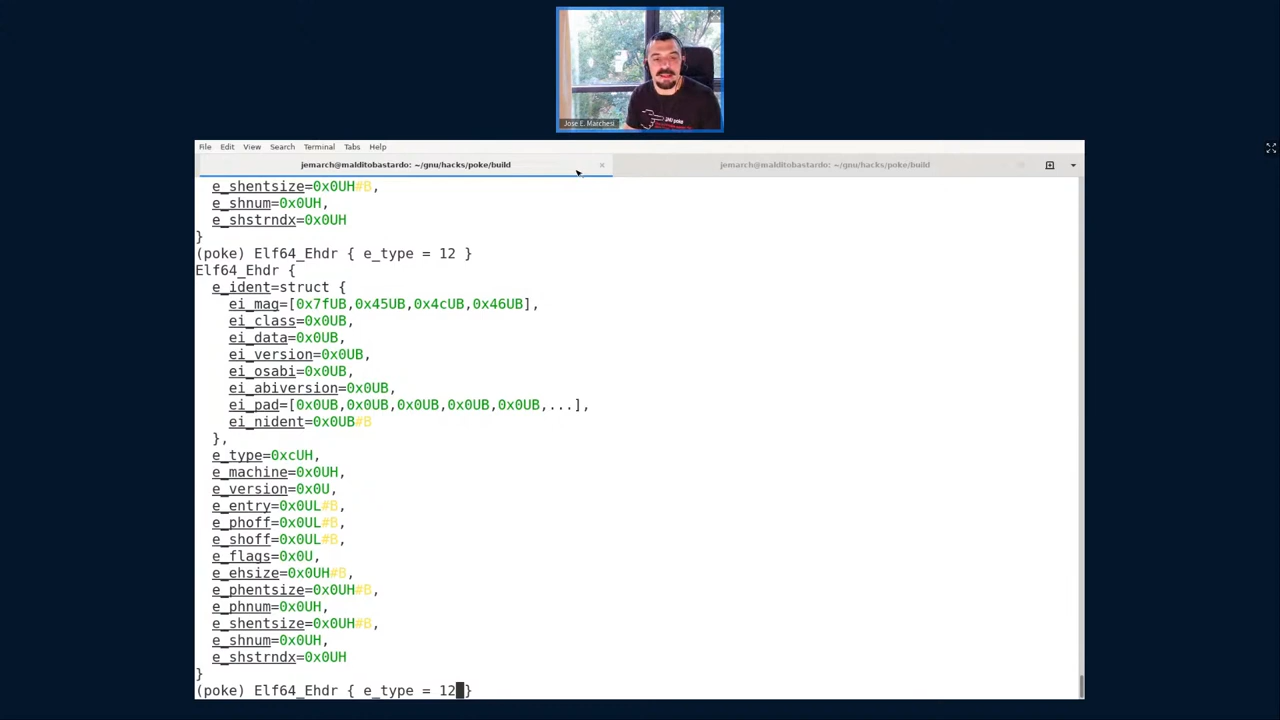 GNU poke
Jose E. Marchesi
File Edit View Search Terminal Tabs Help
jemarch@malditobastardo: ~/gnu/hacks/poke/build
jemarch@malditobastardo: ~/gnu/hacks/poke/build
e_shentsize=0x0UH#B,
e_shnum=0x0UH,
e_shstrndx=0x0UH
}
(poke) Elf64_Ehdr { e_type = 12 }
Elf64_Ehdr {
e_ident=struct {
ei_mag=[0x7fUB,0x45UB,0x4cUB,0x46UB],
ei_class=0x0UB,
ei_data=0x0UB,
ei_version=0x0UB,
ei_osabi=0x0UB,
ei_abiversion=0x0UB,
ei_pad=[0x0UB,0x0UB,0x0UB,0x0UB,0x0UB,...],
ei_nident=0x0UB#B
},
e_type=0xcUH,
e_machine=0x0UH,
e_version=0x0U,
e_entry=0x0UL#B,
e_phoff=0x0UL#B,
e_shoff=0x0UL#B,
e_flags=0x0U,
e_ehsize=0x0UH#B,
e_phentsize=0x0UH#B,
e_phnum=0x0UH,
e_shentsize=0x0UH#B,
e_shnum=0x0UH,
e_shstrndx=0x0UH
}
(poke) Elf64_Ehdr { e_type = 12 }